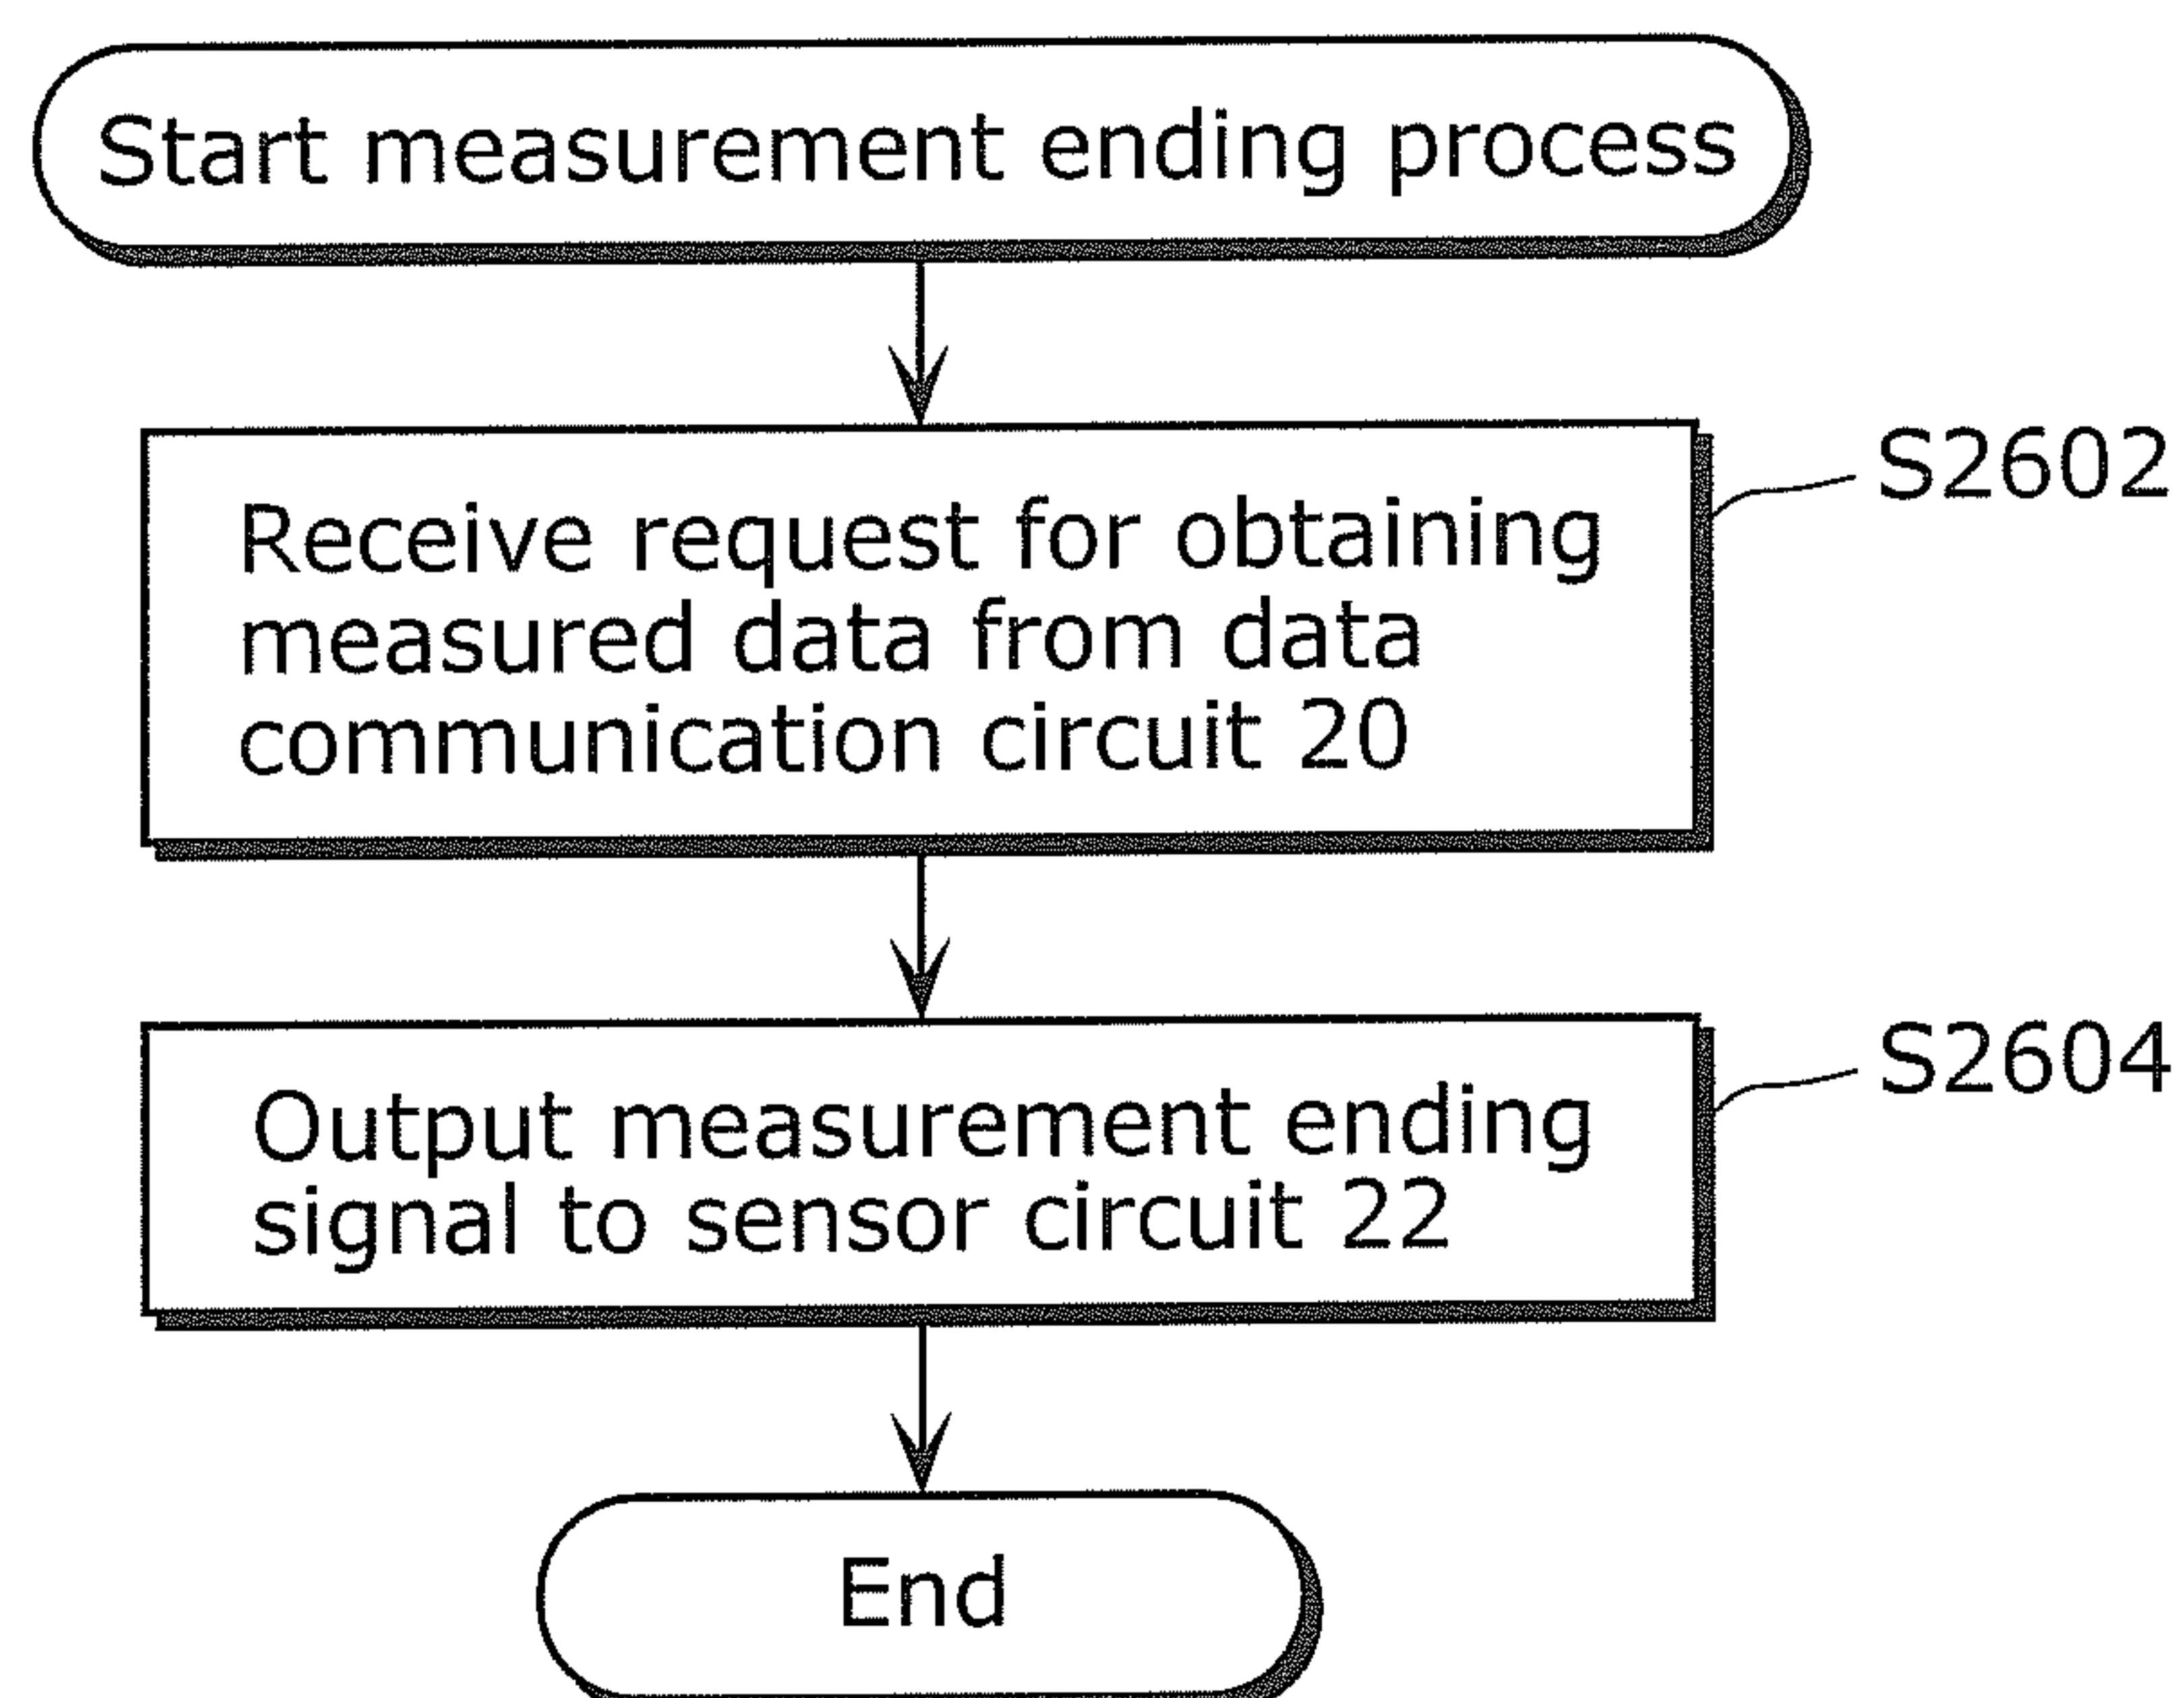 Start measurement ending process
S2602
Receive request for obtaining
measured data from data
communication circuit 20
S2604
Output measurement ending
signal to sensor circuit 22
End